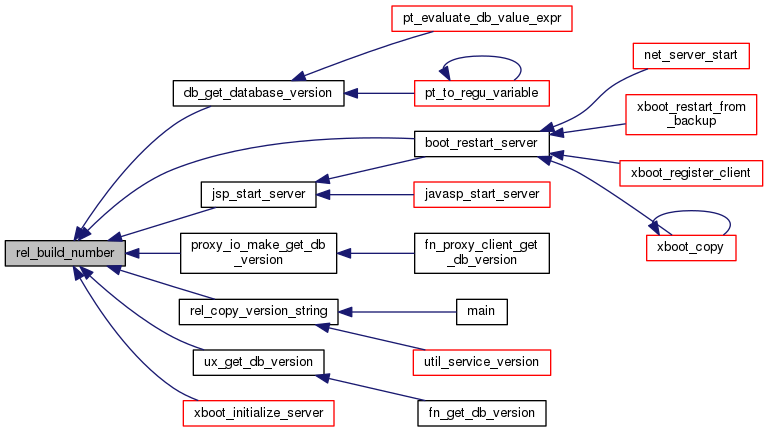 pt_evaluate_db_value_expr
net_server_start
db_get_database_version
pt_to_regu_variable
xboot_restart_from
_backup
boot_restart_server
xboot_register_client
jsp_start_server
javasp_start_server
rel_build_number
proxy_io_make_get_db
_version
fn_proxy_client_get
_db_version
xboot_copy
rel_copy_version_string
main
ux_get_db_version
util_service_version
xboot_initialize_server
fn_get_db_version